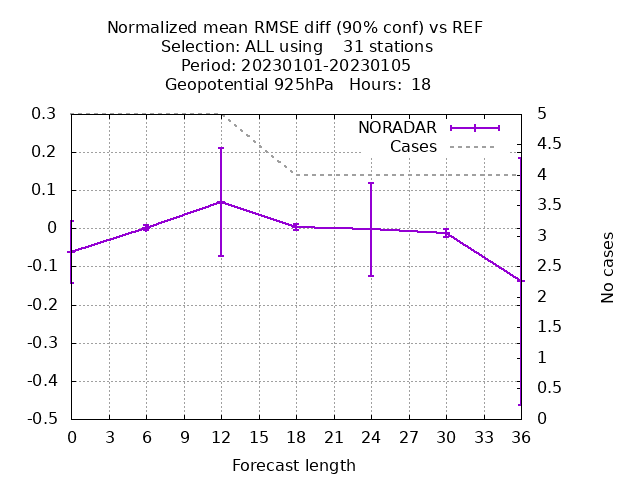 Normalized mean RMSE diff (90% conf) vs REF
Selection: ALL using    31 stations
Period: 20230101-20230105
Geopotential 925hPa   Hours:  18
NORADAR
Cases
0.3
0.2
0.1
0
-0.1
-0.2
-0.3
-0.4
-0.5
5
4.5
4
3.5
3
2.5
2
1.5
1
0.5
0
No cases
0 3 6 9 12 15 18 21 24 27 30 33 36
Forecast length